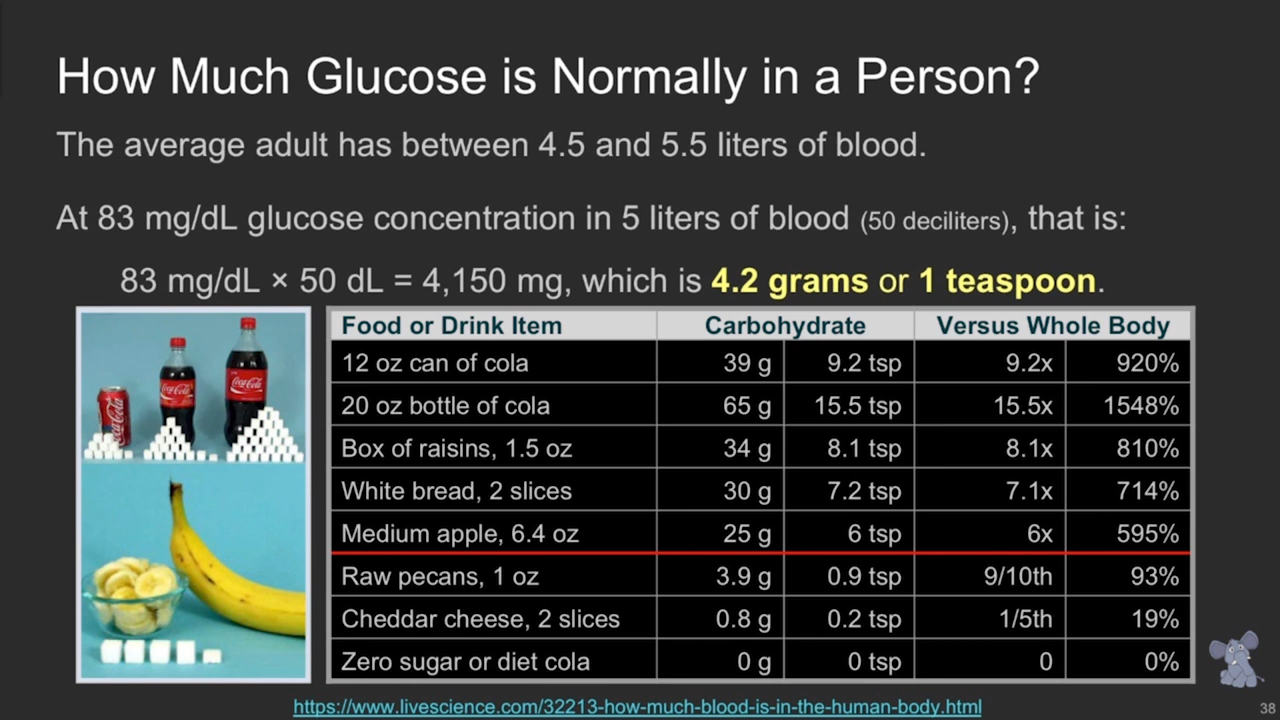 How Much Glucose is Normally in a Person?
The average adult has between 4.5 and 5.5 liters of blood.
At 83 mg/dL glucose concentration in 5 liters of blood (50 deciliters), that is:
83 mg/dL × 50 dL = 4,150 mg, which is 4.2 grams or 1 teaspoon.
Coca-Cola
Coca-Cola
Coca-Cola
Food or Drink Item Carbohydrate Versus Whole Body
12 oz can of cola 39 g 9.2 tsp 9.2x 920%
20 oz bottle of cola 65 g 15.5 tsp 15.5x 1548%
Box of raisins, 1.5 oz 34 g 8.1 tsp 8.1x 810%
White bread, 2 slices 30 g 7.2 tsp 7.1x 714%
Medium apple, 6.4 oz 25 g 6 tsp 6x 595%
Raw pecans, 1 oz 3.9 g 0.9 tsp 9/10th 93%
Cheddar cheese, 2 slices 0.8 g 0.2 tsp 1/5th 19%
Zero sugar or diet cola 0 g 0 tsp 0 0%
https://www.livescience.com/32213-how-much-blood-is-in-the-human-body.html
38